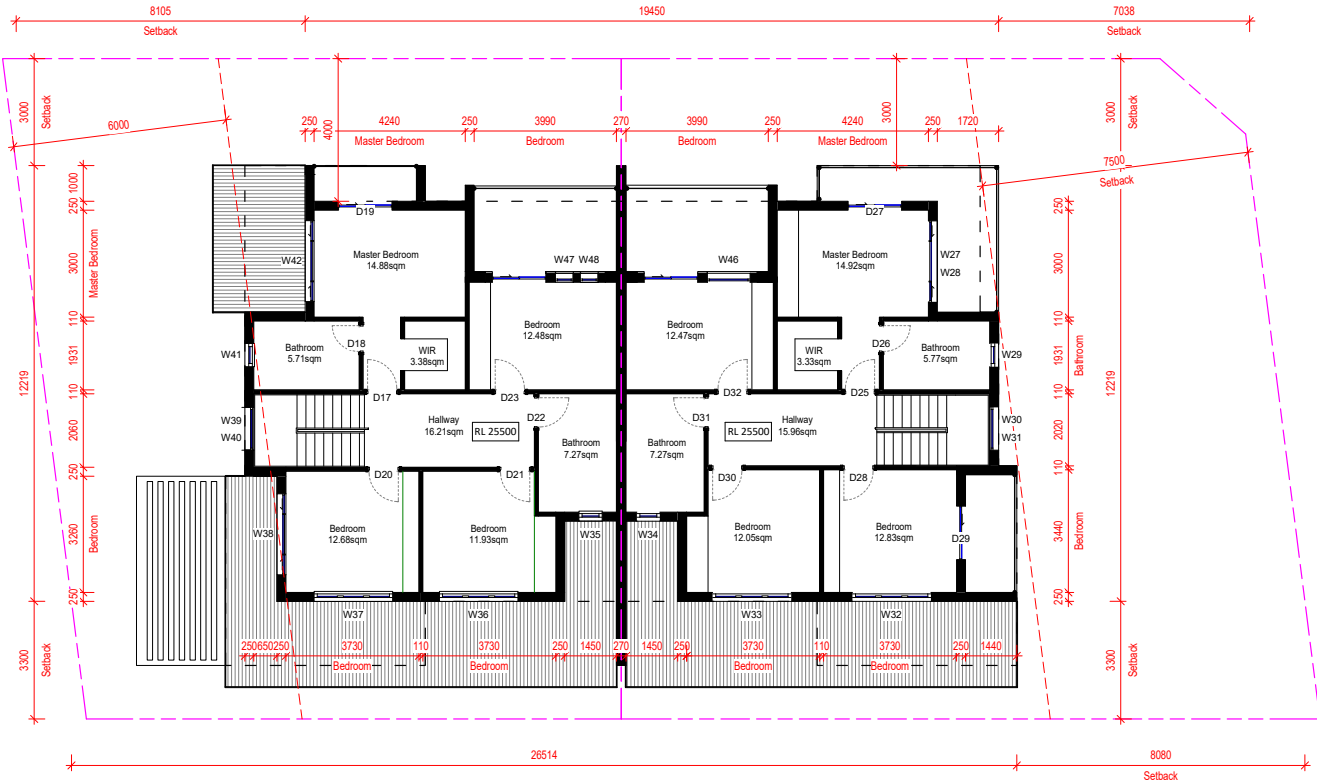 8105
Setback
19450
7038
Setback
3000
Setback
6000
4000
250
4240
Master Bedroom
250
3990
Bedroom
270
3990
Bedroom
250
4240
Master Bedroom
3000
250
1720
3000
Setback
7500
Setback
1000
250
3000
Master Bedroom
110
1931
110
2060
250
3260
Bedroom
250
12219
3300
Setback
D19
W42
Master Bedroom
14.88sqm
W47
W48
W46
D27
Master Bedroom
14.92sqm
W27
W28
250
3000
110
1931
Bathroom
110
2020
110
3440
Bedroom
250
12219
3300
Setback
W41
Bathroom
5.71sqm
D18
WIR
3.38sqm
Bedroom
12.48sqm
Bedroom
12.47sqm
WIR
3.33sqm
D26
Bathroom
5.77sqm
W29
D17
D23
D32
D25
W39
W40
Hallway
16.21sqm
RL 25500
D22
Bathroom
7.27sqm
Bathroom
7.27sqm
D31
RL 25500
Hallway
15.96sqm
W30
W31
D20
D21
D30
D28
W38
Bedroom
12.68sqm
Bedroom
11.93sqm
W35
W34
Bedroom
12.05sqm
Bedroom
12.83sqm
D29
W37
W36
W33
W32
250
650
250
3730
Bedroom
110
3730
Bedroom
250
1450
270
1450
250
3730
Bedroom
110
3730
Bedroom
250
1440
26514
8080
Setback